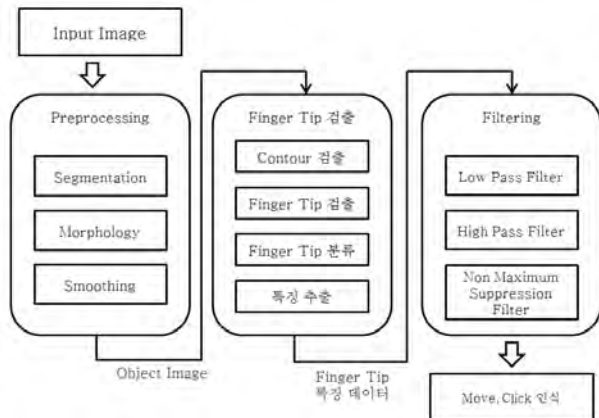 Input Image
Preprocessing
Segmentation
Morphology
Smoothing
Object Image
Finger Tip 검출
Contour 검출
Finger Tip 검출
Finger Tip 분류
특징 추출
Finger Tip
특징 데이터
Filtering
Low Pass Filter
High Pass Filter
Non Maximum
Suppression
Filter
Move, Click 인식